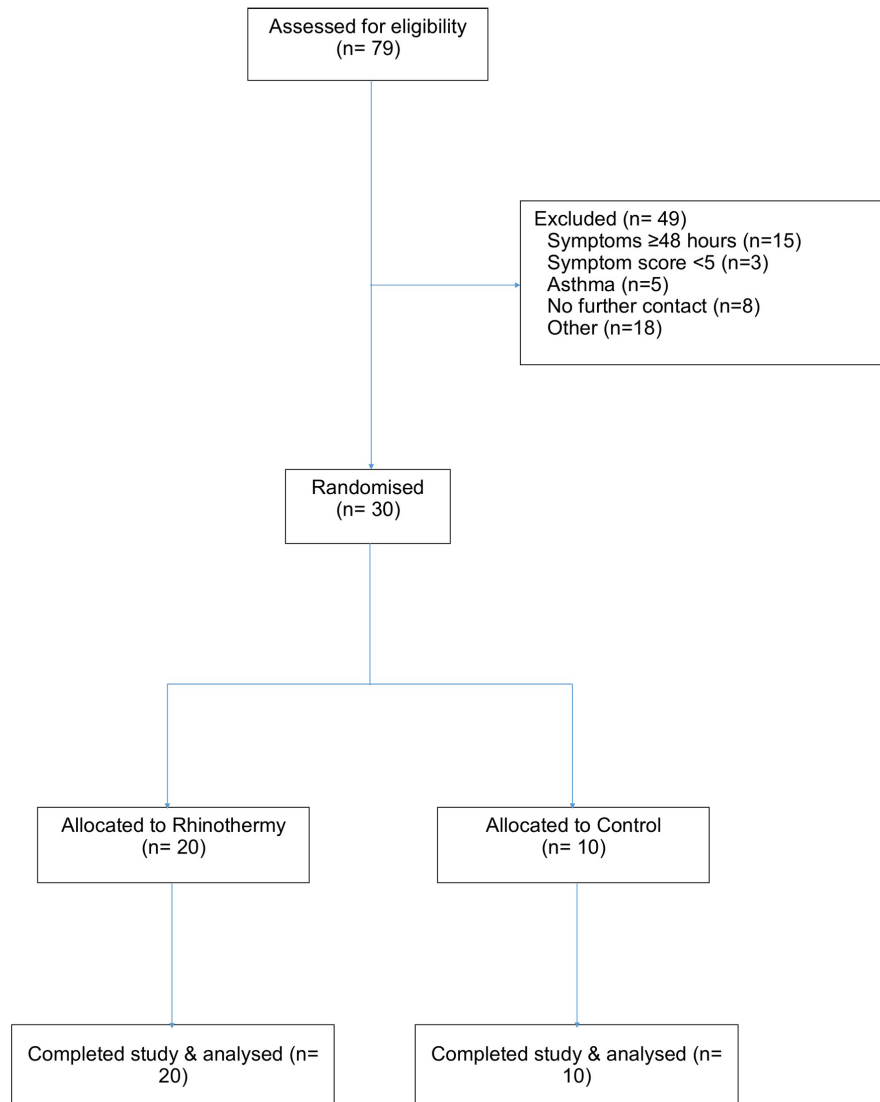 Assessed for eligibility
(n= 79)
Excluded (n= 49)
Symptoms ≥48 hours (n=15)
Symptom score <5 (n=3)
Asthma (n=5)
No further contact (n=8)
Other (n=18)
Randomised
(n= 30)
Allocated to Rhinothermy
(n= 20)
Allocated to Control
(n= 10)
Completed study & analysed (n=
20)
Completed study & analysed (n=
10)